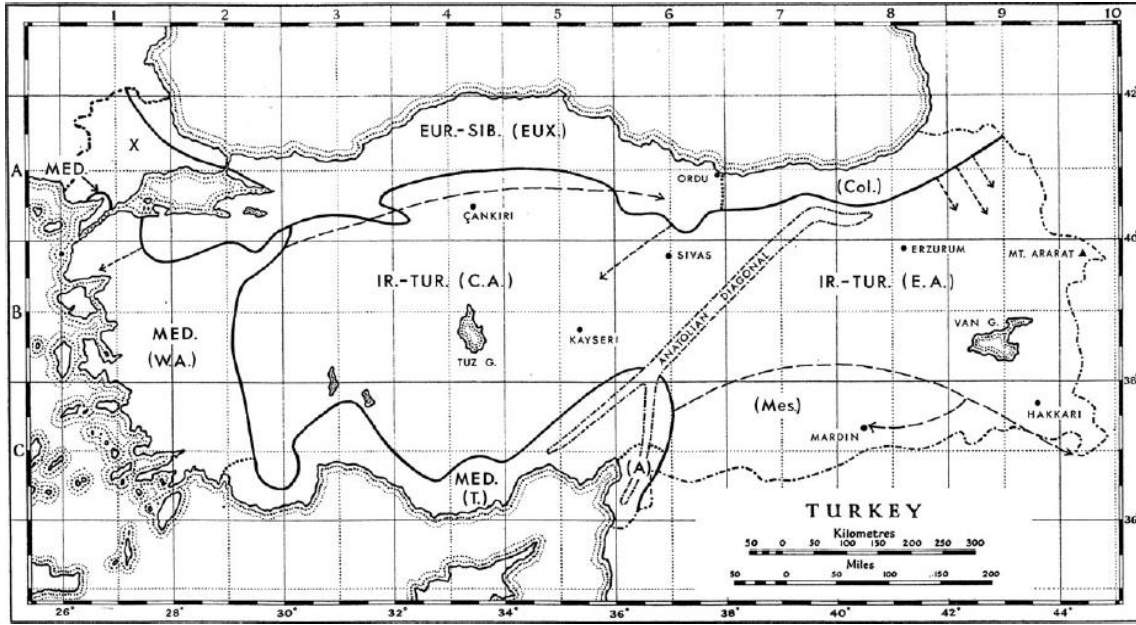 1 2 3 4 5 6 7 8 9 10
42°
EUR.-SIB. (EUX.)
X
MED.
A
ORDU
(Col.)
ÇANKIRI
40°
SIVAS
ERZURUM
MT. ARARAT
IR.-TUR. (C.A.)
IR.-TUR. (E.A.)
ANATOLIAN DIAGONAL
B
MED.
(W.A.)
KAYSERI
VAN G.
TUZ G.
38°
(Mes.)
HAKKARI
MARDIN
C
MED.
(T.)
(A)
TURKEY
36°
Kilometres
50 0 50 100 150 200 250 300
Miles
50 0 50 100 150 200
26° 28° 30° 32° 34° 36° 38° 40° 42° 44°